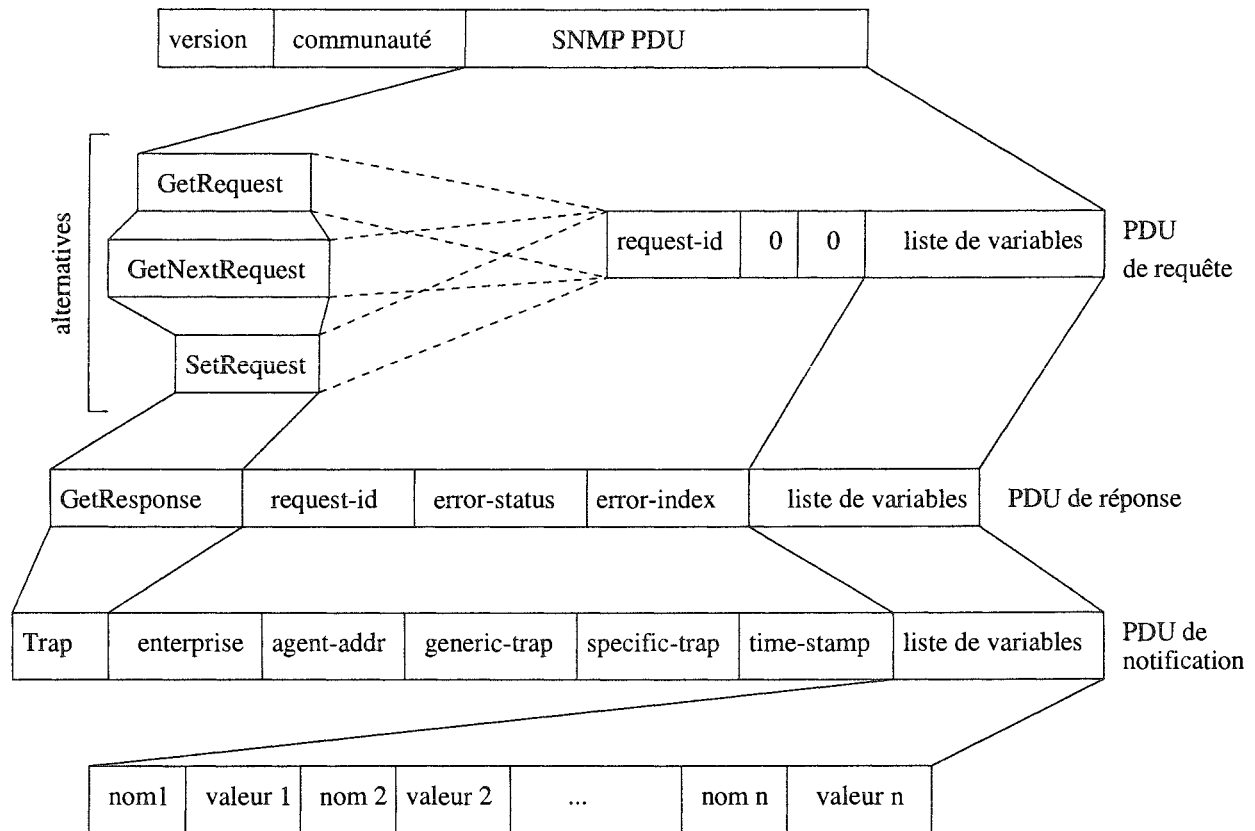 version communauté SNMP PDU
alternatives
GetRequest
GetNextRequest
SetRequest
request-id 0 0 liste de variables
PDU
de requête
GetResponse request-id error-status error-index liste de variables PDU de réponse
Trap enterprise agent-addr generic-trap specific-trap time-stamp liste de variables
PDU de
notification
nom1 valeur 1 nom 2 valeur 2 ... nom n valeur n